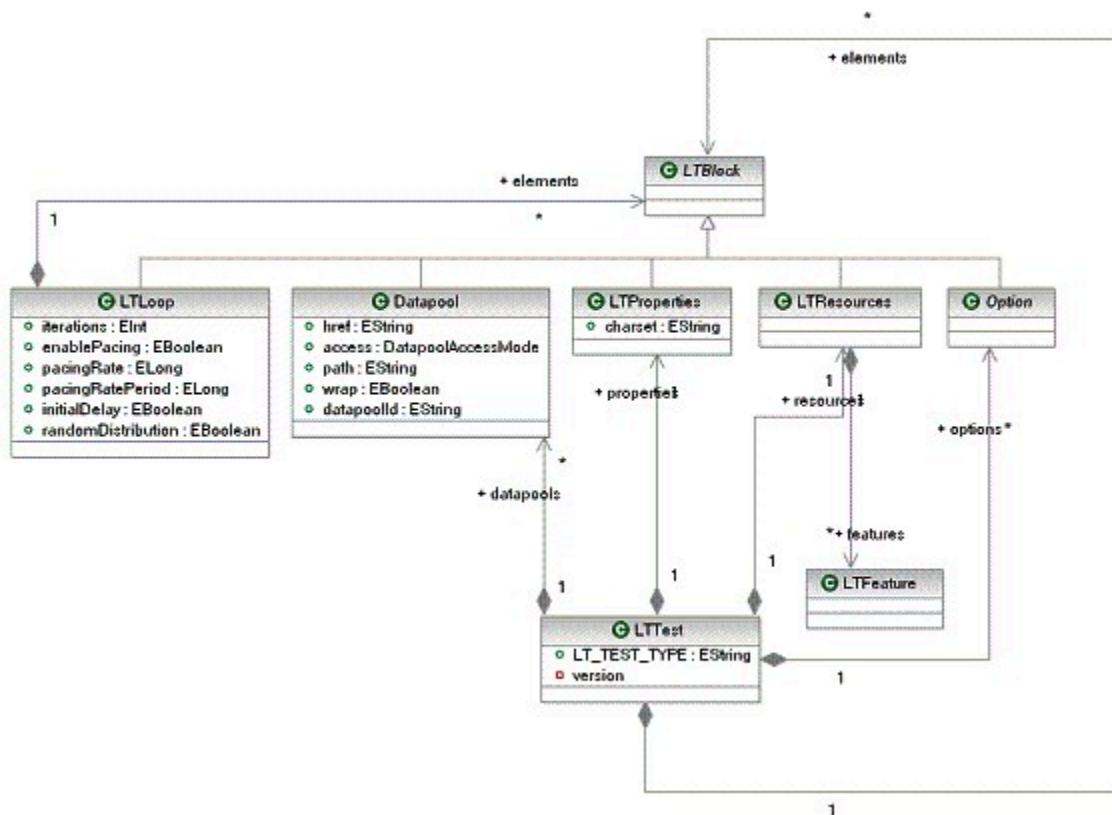 *
+ elements
LTBlock
+ elements
1
*
LTLoop
iterations : EInt
enablePacing : EBoolean
pacingRate : ELong
pacingRatePeriod : ELong
initialDelay : EBoolean
randomDistribution : EBoolean
Datapool
href : EString
access : DatapoolAccessMode
path : EString
wrap : EBoolean
datapoolId : EString
LTProperties
charset : EString
LTResources
Option
+ properties
1
+ resources
+ options*
*
+ datapools
*+ features
1
1
1
LTFeature
LTTest
LT_TEST_TYPE : EString
version
1
1